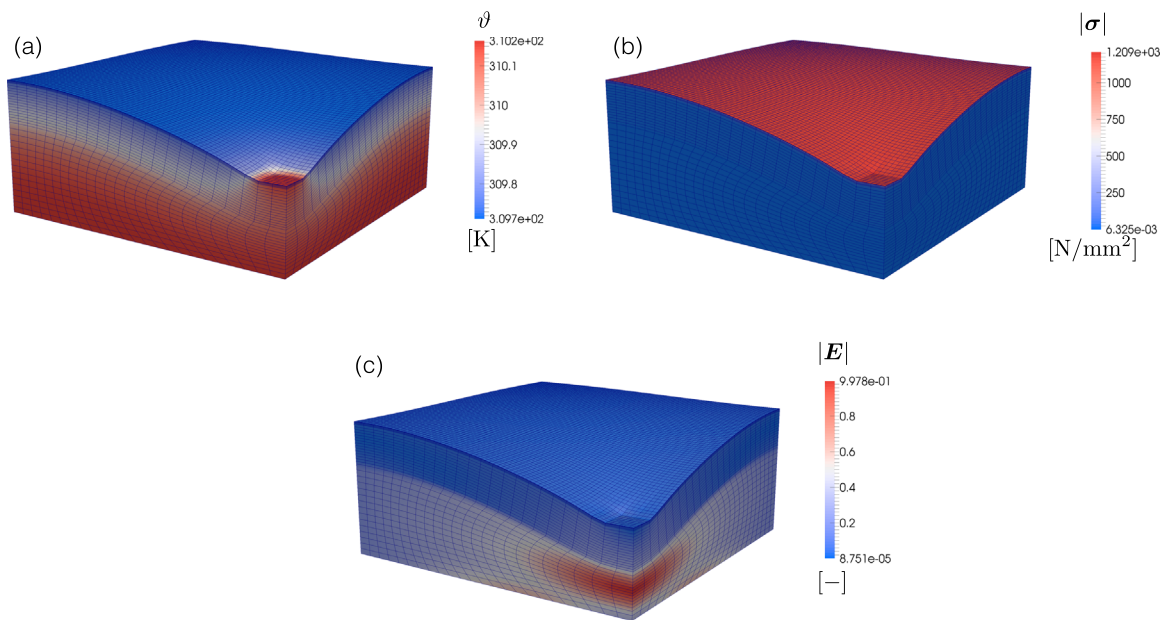 (a)
ϑ
3.102e+02
310.1
310
309.9
309.8
3.097e+02
[K]
(b)
|σ|
1.209e+03
1000
750
500
250
6.325e-03
[N/mm²]
(c)
|E|
9.978e-01
0.8
0.6
0.4
0.2
8.751e-05
[−]